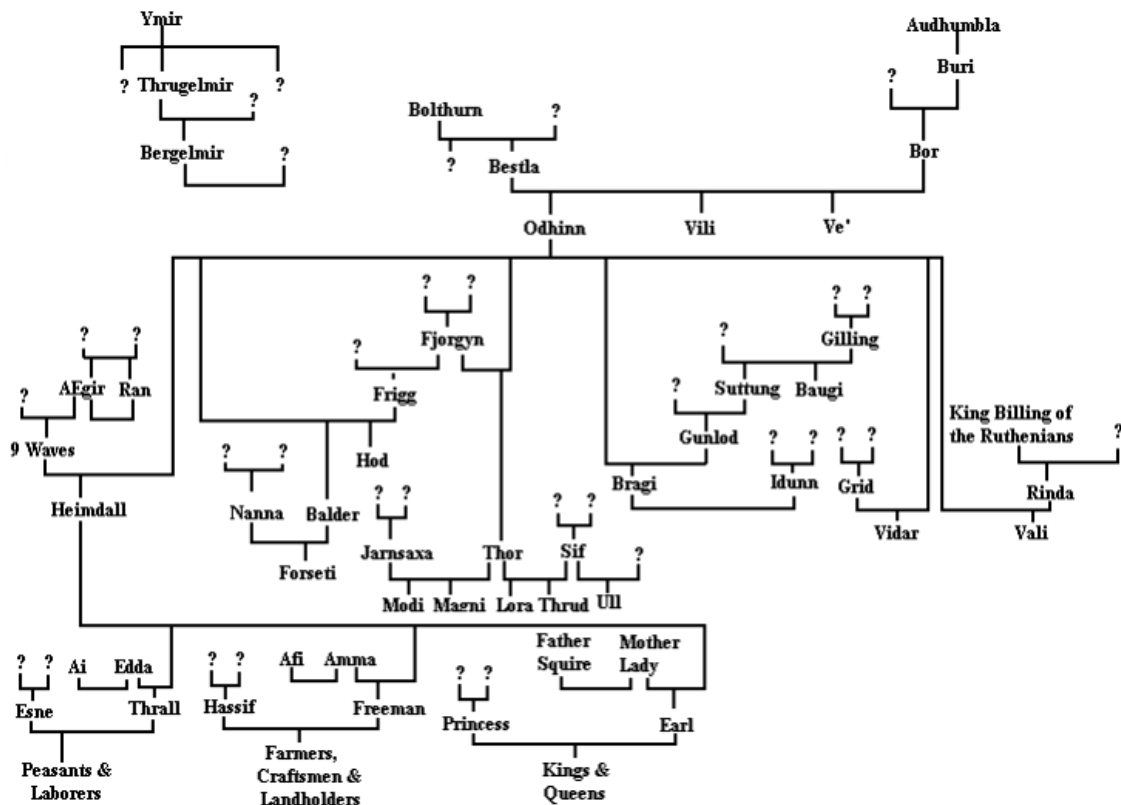 Ymir
Audhumbla
? Thrugelmir ?
? Buri
?
Bolthurn ?
Bergelmir ?
? Bestla
Bor
Odhinn Vili Ve'
? ? ? ?
Fjorgyn ? Gilling
? ? ?
AEgir Ran Frigg Suttung Baugi
? ? King Billing of
9 Waves Gunlod the Ruthenians ?
? ? Hod ? ? ? ?
Bragi Idunn Grid Rinda
Heimdall Nanna Balder ? ? ? ? Vidar Vali
Jarnsaxa Thor Sif ?
Forseti
Modi Magni Lora Thrud Ull
Father Mother
? ? Ai Edda ? ? Afi Amma Squire Lady
? ?
Esne Thrall Hassif Freeman Princess Earl
Peasants &
Laborers
Farmers,
Craftsmen &
Landholders
Kings &
Queens